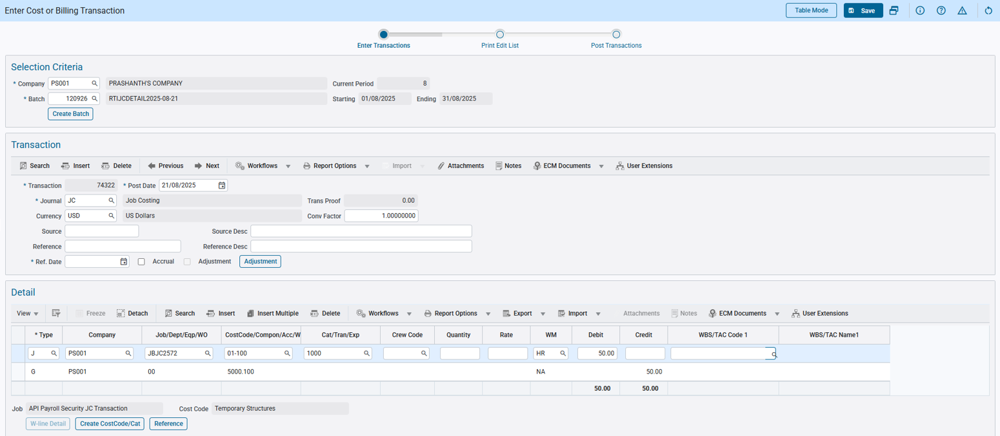 Enter Cost or Billing Transaction Table Mode Save
Enter Transactions Print Edit List Post Transactions
Selection Criteria
* Company PS001 PRASHANTH'S COMPANY Current Period 8
* Batch 120926 RTIJCDETAIL2025-08-21 Starting 01/08/2025 Ending 31/08/2025
Create Batch
Transaction
Search Insert Delete Previous Next Workflows Report Options Import Attachments Notes ECM Documents User Extensions
* Transaction 74322 * Post Date 21/08/2025
* Journal JC Job Costing Trans Proof 0.00
Currency USD US Dollars Conv Factor 1.00000000
Source Source Desc
Reference Reference Desc
* Ref. Date Accrual Adjustment Adjustment
Detail
View Freeze Detach Search Insert Insert Multiple Delete Workflows Report Options Export Import Attachments Notes ECM Documents User Extensions
* Type Company Job/Dept/Eqp/WO CostCode/Compon/Acc/W Cat/Tran/Exp Crew Code Quantity Rate WM Debit Credit WBS/TAC Code 1 WBS/TAC Name1
J PS001 JBJC2572 01-100 1000 HR 50.00
G PS001 00 5000.100 NA 50.00
50.00 50.00
Job API Payroll Security JC Transaction Cost Code Temporary Structures
W-line Detail Create CostCode/Cat Reference